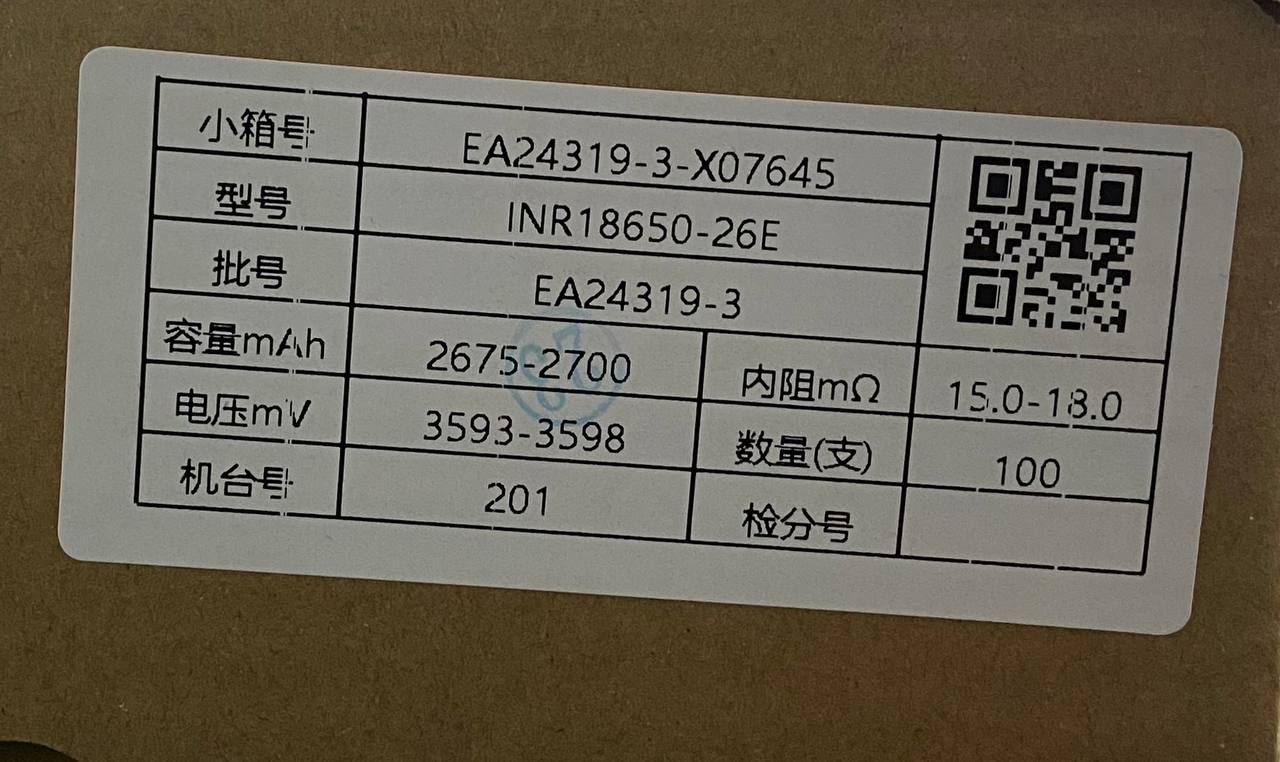 小箱号 EA24319-3-X07645
型号 INR18650-26E
批号 EA24319-3
容量mAh 2675-2700 内阻mΩ 15.0-18.0
电压mV 3593-3598 数量(支) 100
机台号 201 检分号